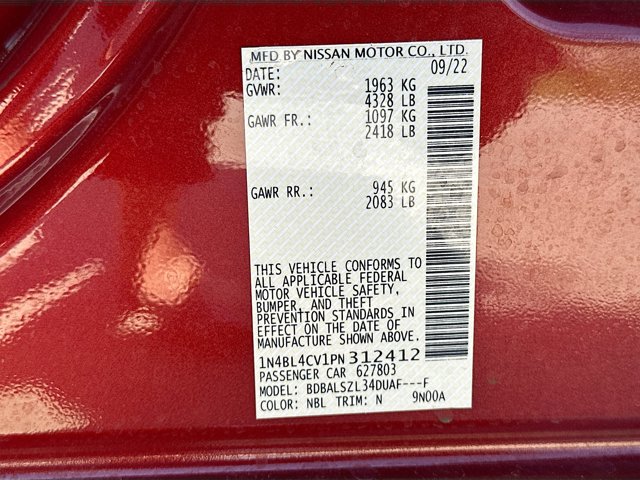 MFD BY NISSAN MOTOR CO., LTD.
DATE: 09/22
GVWR: 1963 KG
4328 LB
GAWR FR.: 1097 KG
2418 LB
GAWR RR.: 945 KG
2083 LB
THIS VEHICLE CONFORMS TO
ALL APPLICABLE FEDERAL
MOTOR VEHICLE SAFETY,
BUMPER, AND THEFT
PREVENTION STANDARDS IN
EFFECT ON THE DATE OF
MANUFACTURE SHOWN ABOVE.
1N4BL4CV1PN312412
PASSENGER CAR 627803
MODEL: BDBALSZL34DUAF---F
COLOR: NBL TRIM: N 9N00A